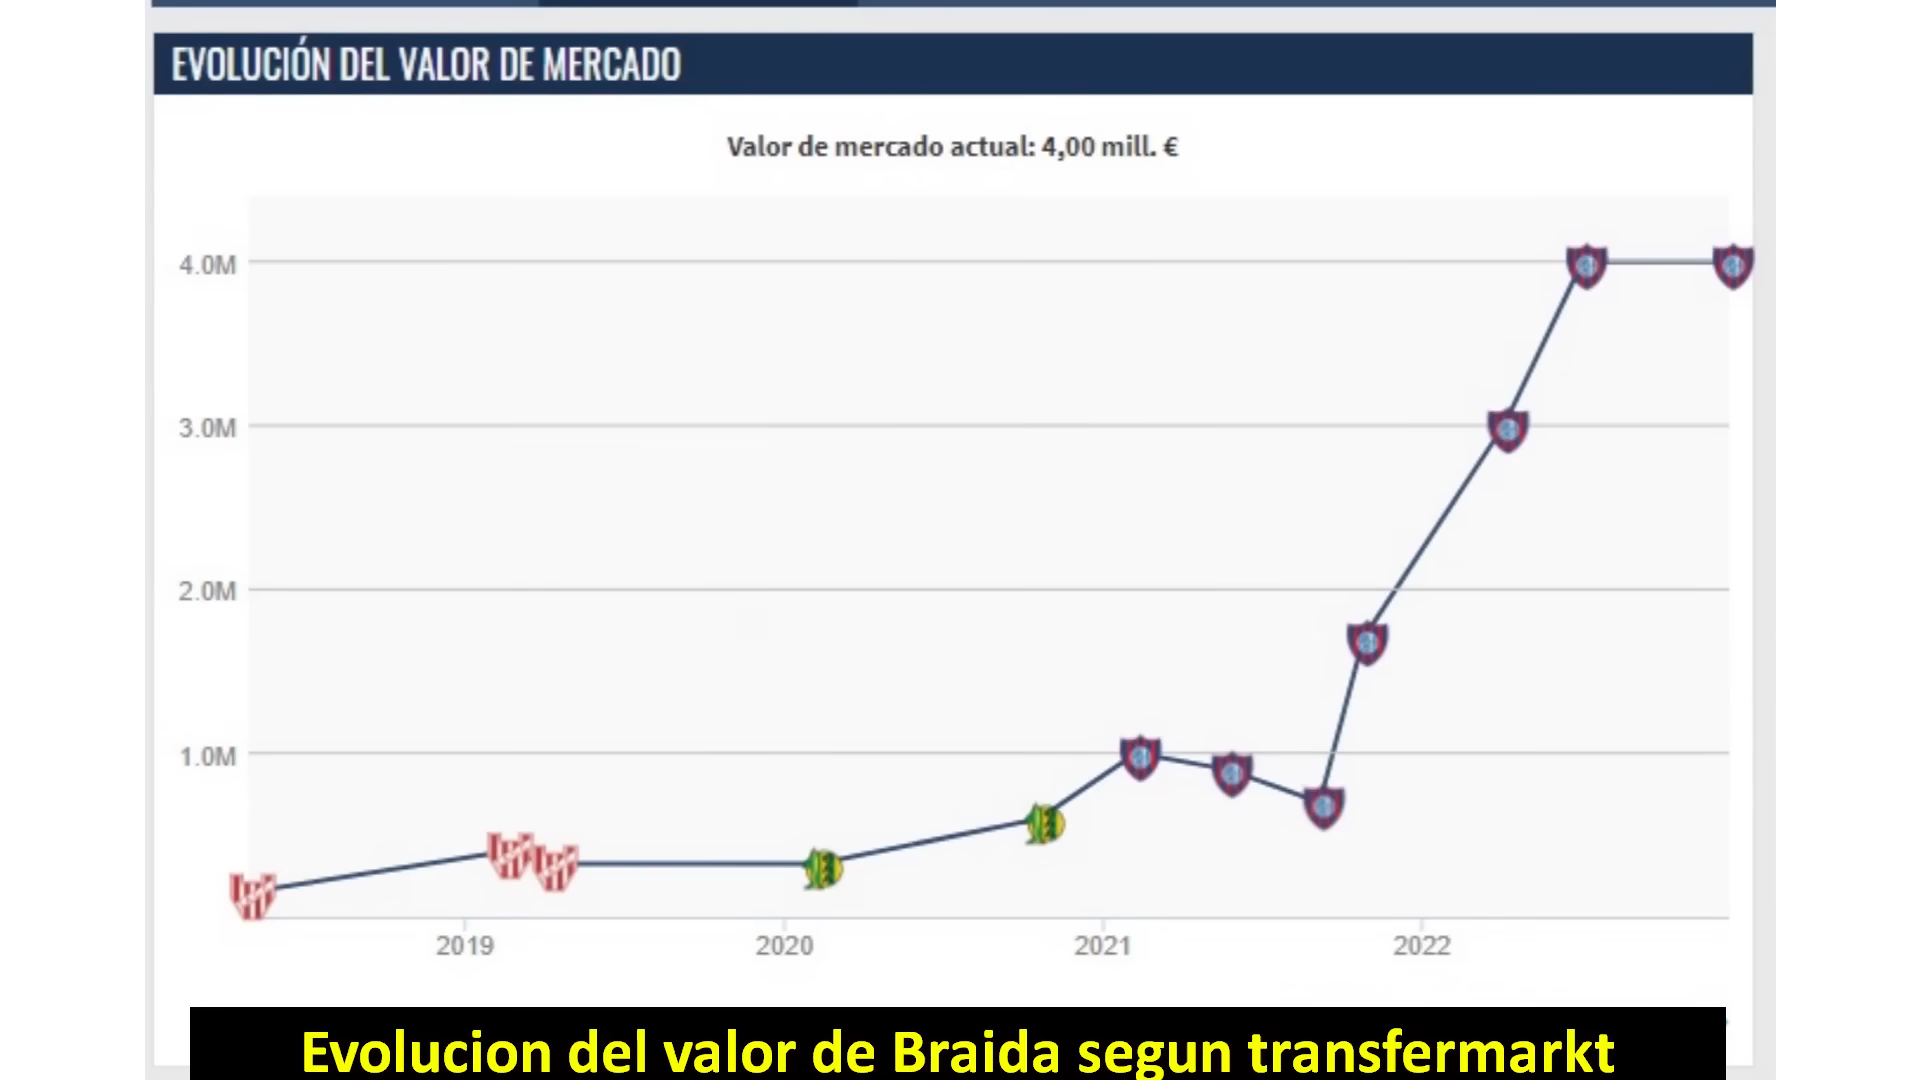 EVOLUCIÓN DEL VALOR DE MERCADO
Valor de mercado actual: 4,00 mill. €
4.0M
3.0M
2.0M
1.0M
2019 2020 2021 2022
Evolucion del valor de Braida segun transfermarkt